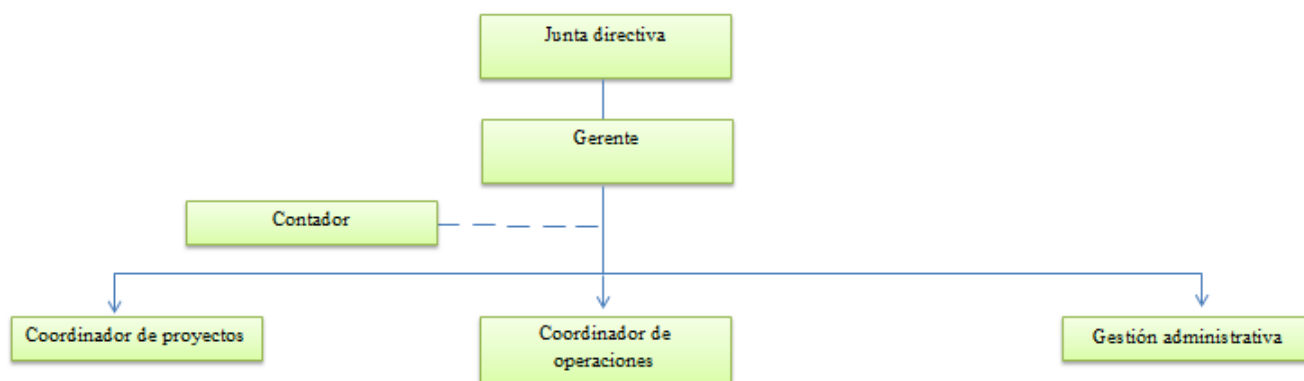 Junta directiva
Gerente
Contador
Coordinador de proyectos
Coordinador de
operaciones
Gestión administrativa